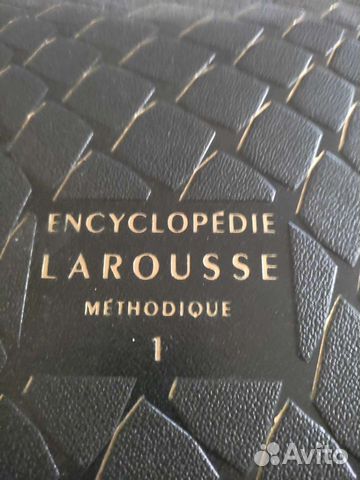 ENCYCLOPÉDIE
LAROUSSE
MÉTHODIQUE
1
Avito